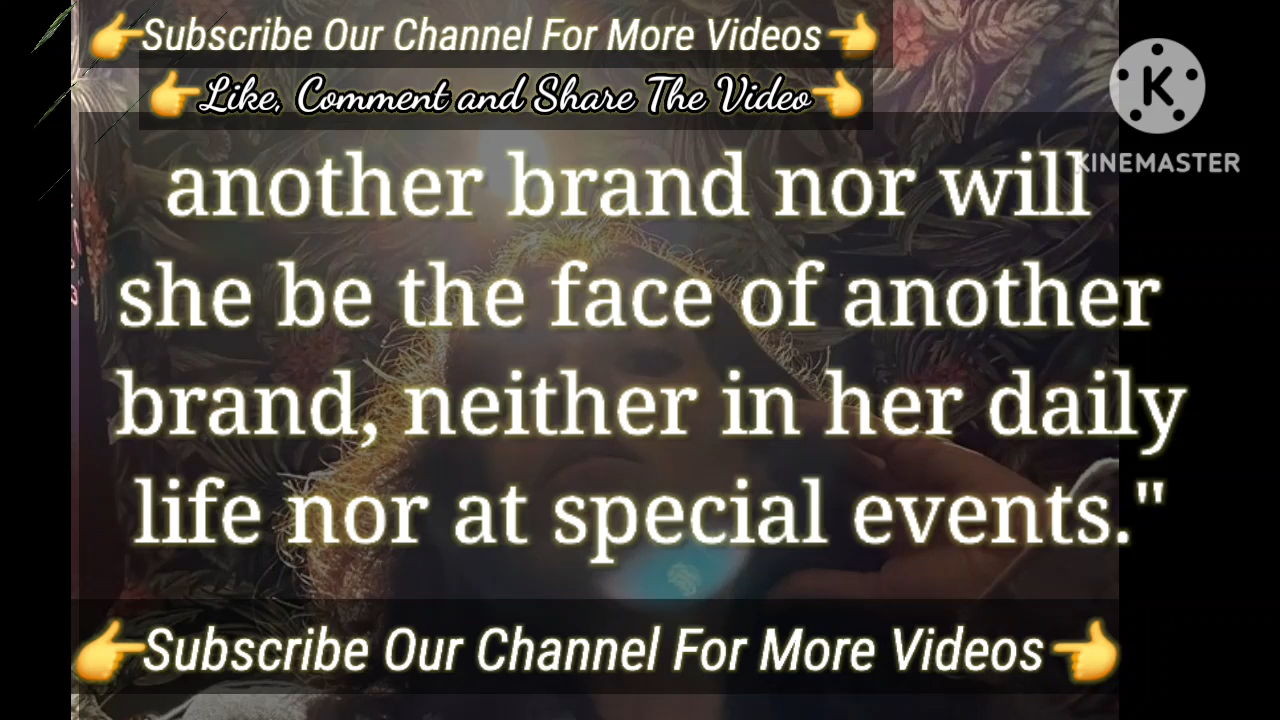 👉Subscribe Our Channel For More Videos👈
👉Like, Comment and Share The Video👈
K
KINEMASTER
another brand nor will
she be the face of another
brand, neither in her daily
life nor at special events."
👉Subscribe Our Channel For More Videos👈